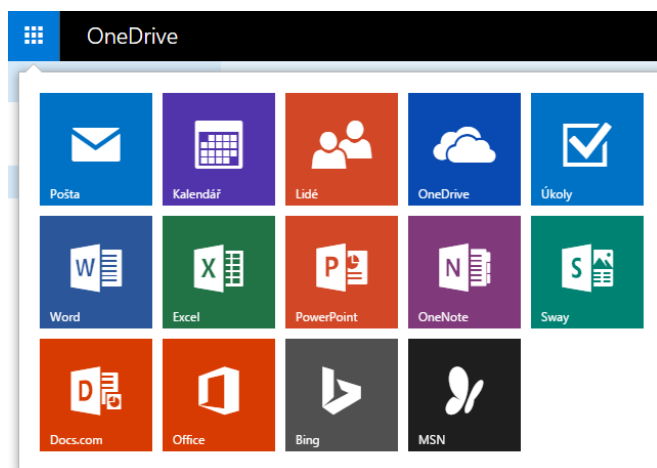 OneDrive
Pošta
Kalendář
Lidé
OneDrive
Úkoly
Word
Excel
PowerPoint
OneNote
Sway
Docs.com
Office
Bing
MSN